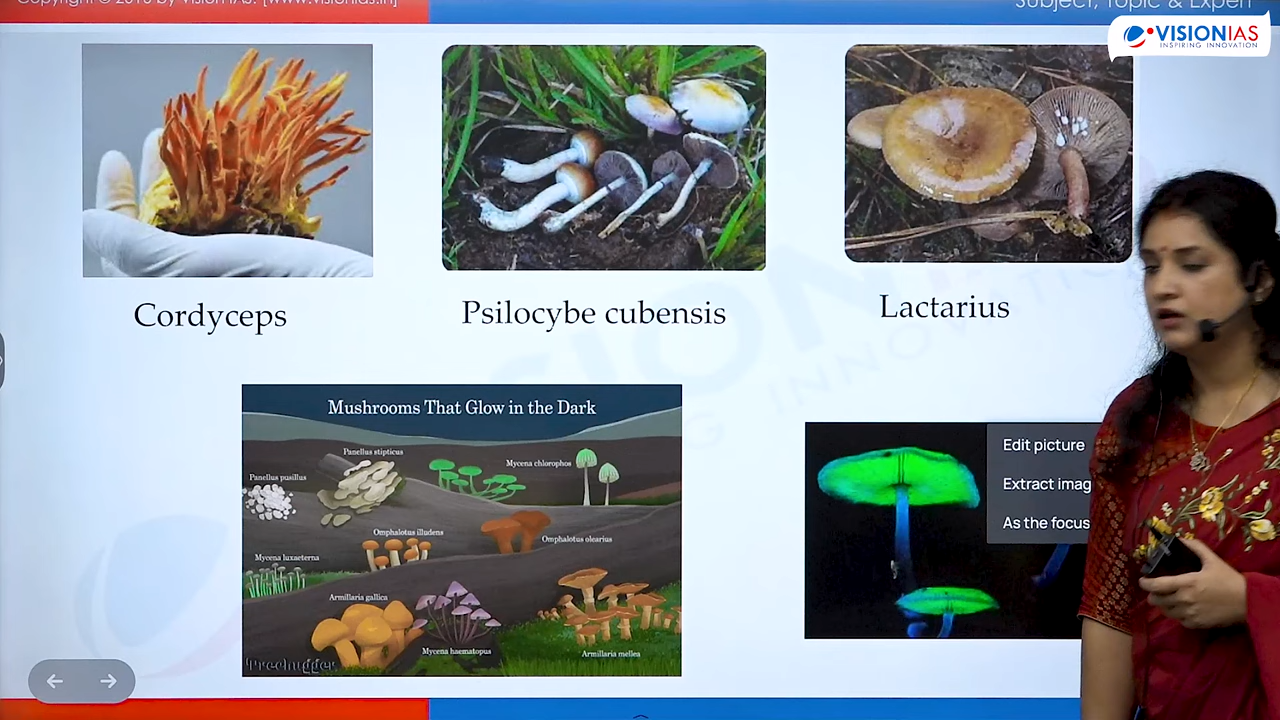 Copyright © 2018 by Vision IAS. [www.visionias.in]
Subject, Topic & Expert
VISIONIAS
INSPIRING INNOVATION
Cordyceps
Psilocybe cubensis
Lactarius
Mushrooms That Glow in the Dark
Panellus stipticus
Mycena chlorophos
Panellus pusillus
Omphalotus illudens
Omphalotus olearius
Mycena luxaeterna
Armillaria gallica
Mycena haematopus
Armillaria mellea
Treehugger
Edit picture
Extract imag
As the focus